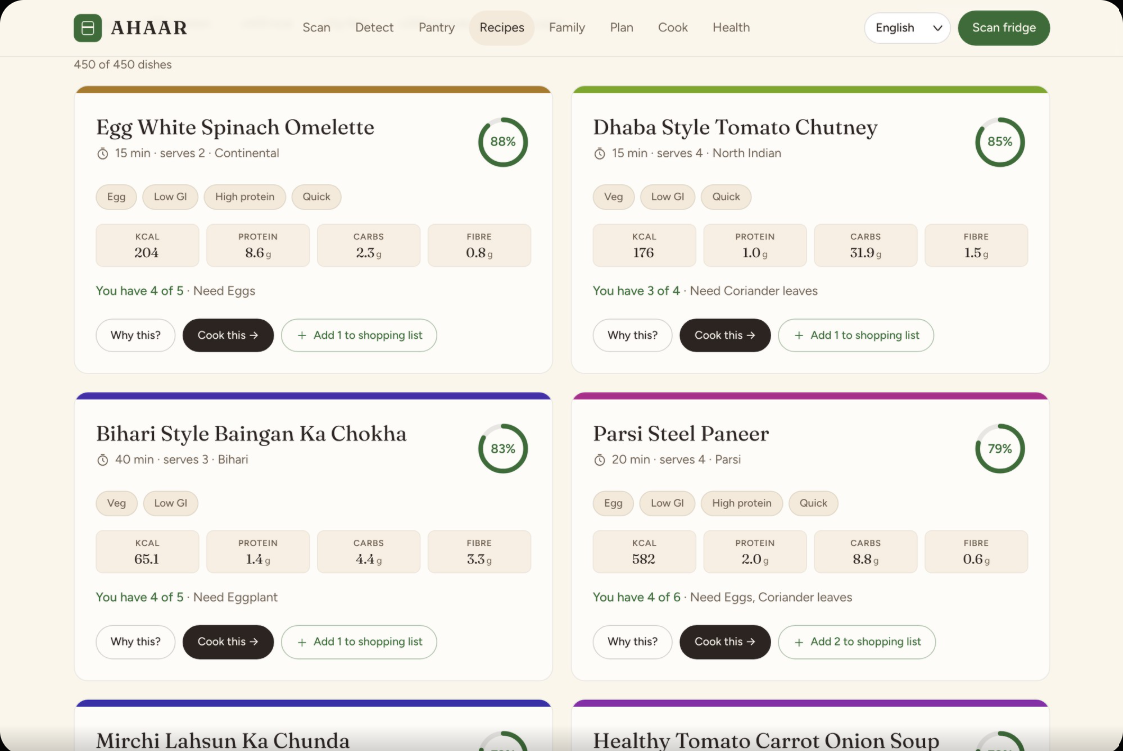 AHAAR
Scan Detect Pantry Recipes Family Plan Cook Health
English
Scan fridge
450 of 450 dishes
Egg White Spinach Omelette
88%
15 min · serves 2 · Continental
Egg Low GI High protein Quick
KCAL PROTEIN CARBS FIBRE
204 8.6 g 2.3 g 0.8 g
You have 4 of 5 · Need Eggs
Why this? Cook this → + Add 1 to shopping list
Dhaba Style Tomato Chutney
85%
15 min · serves 4 · North Indian
Veg Low GI Quick
KCAL PROTEIN CARBS FIBRE
176 1.0 g 31.9 g 1.5 g
You have 3 of 4 · Need Coriander leaves
Why this? Cook this → + Add 1 to shopping list
Bihari Style Baingan Ka Chokha
83%
40 min · serves 3 · Bihari
Veg Low GI
KCAL PROTEIN CARBS FIBRE
65.1 1.4 g 4.4 g 3.3 g
You have 4 of 5 · Need Eggplant
Why this? Cook this → + Add 1 to shopping list
Parsi Steel Paneer
79%
20 min · serves 4 · Parsi
Egg Low GI High protein Quick
KCAL PROTEIN CARBS FIBRE
582 2.0 g 8.8 g 0.6 g
You have 4 of 6 · Need Eggs, Coriander leaves
Why this? Cook this → + Add 2 to shopping list
Mirchi Lahsun Ka Chunda
Healthy Tomato Carrot Onion Soup